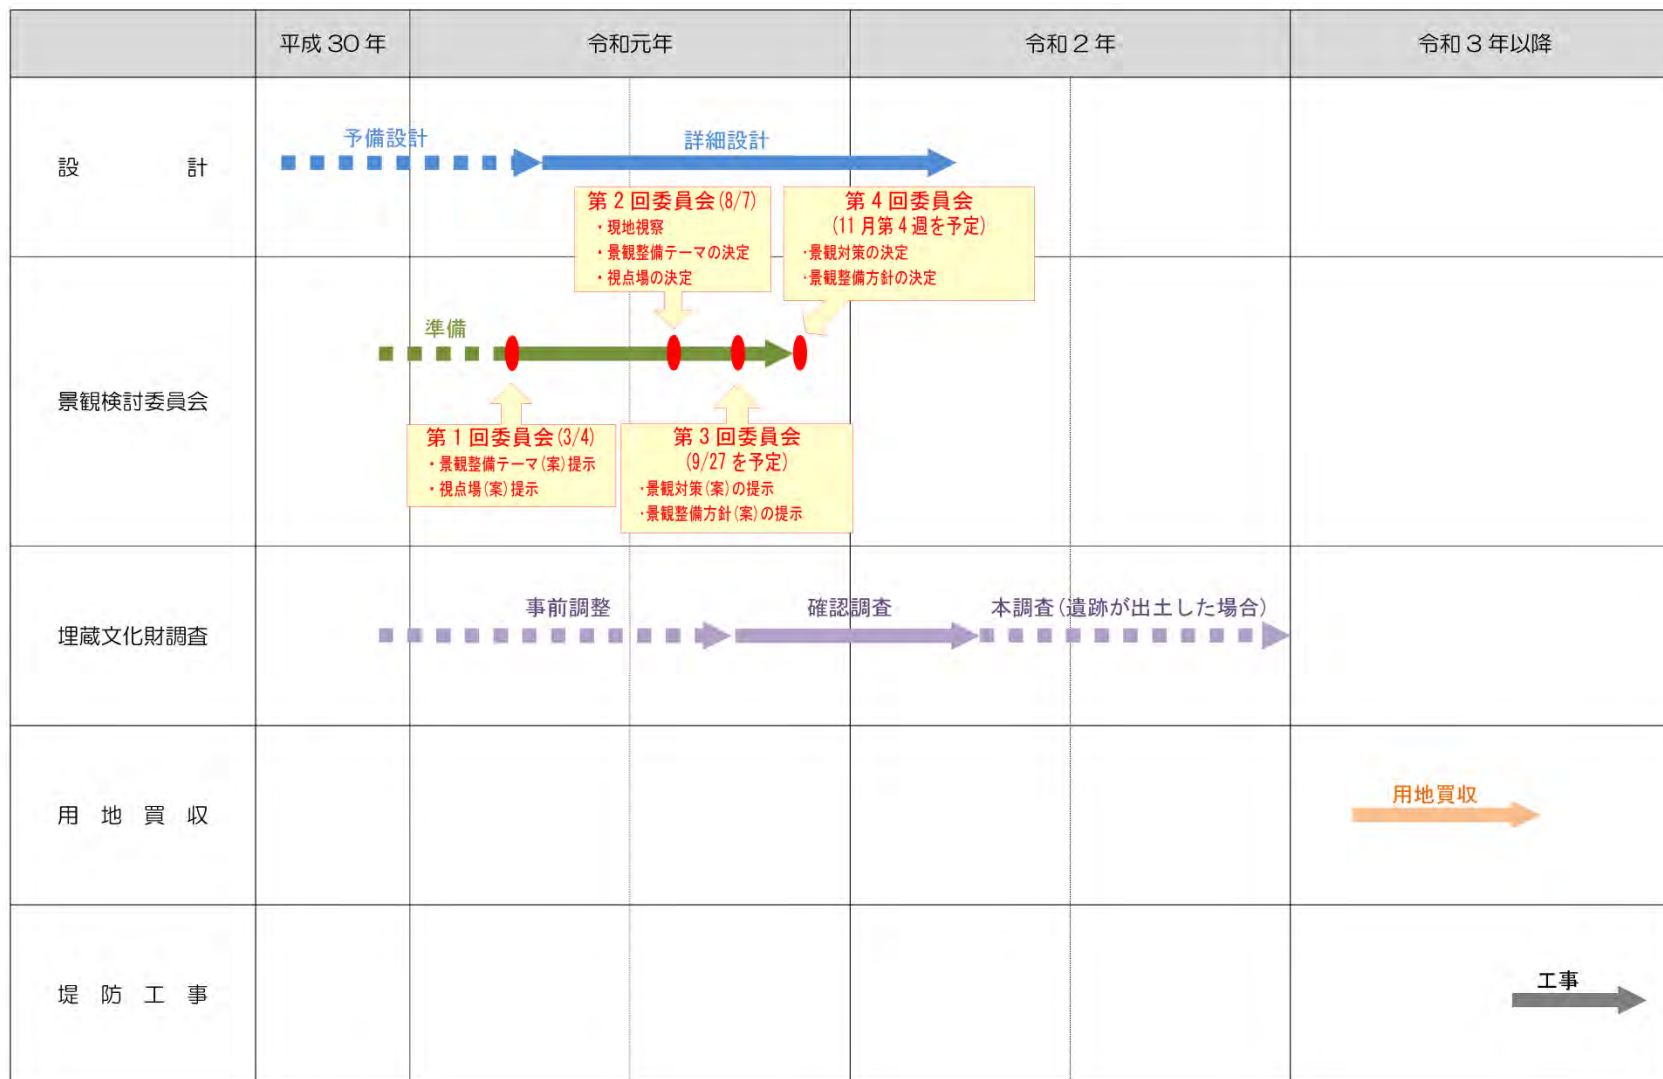 平成 30 年
令和元年
令和 2 年
令和 3 年以降
設 計
予備設計
詳細設計
第 2 回委員会(8/7)
・現地視察
・景観整備テーマの決定
・視点場の決定
第 4 回委員会
(11 月第 4 週を予定)
・景観対策の決定
・景観整備方針の決定
景観検討委員会
準備
第 1 回委員会(3/4)
・景観整備テーマ(案)提示
・視点場(案)提示
第 3 回委員会
(9/27 を予定)
・景観対策(案)の提示
・景観整備方針(案)の提示
埋蔵文化財調査
事前調整
確認調査
本調査(遺跡が出土した場合)
用 地 買 収
用地買収
堤 防 工 事
工事